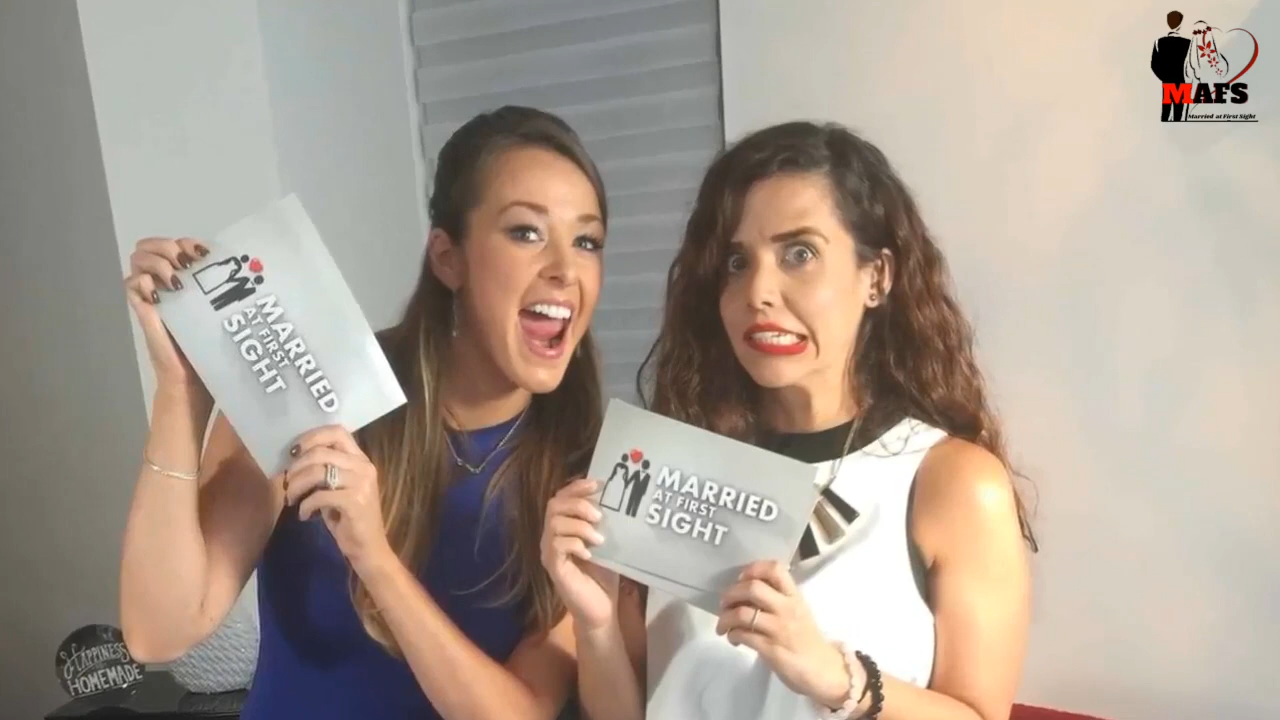 MAFS
Married at First Sight
MARRIED
AT FIRST
SIGHT
MARRIED
AT FIRST
SIGHT
Happiness
HOMEMADE